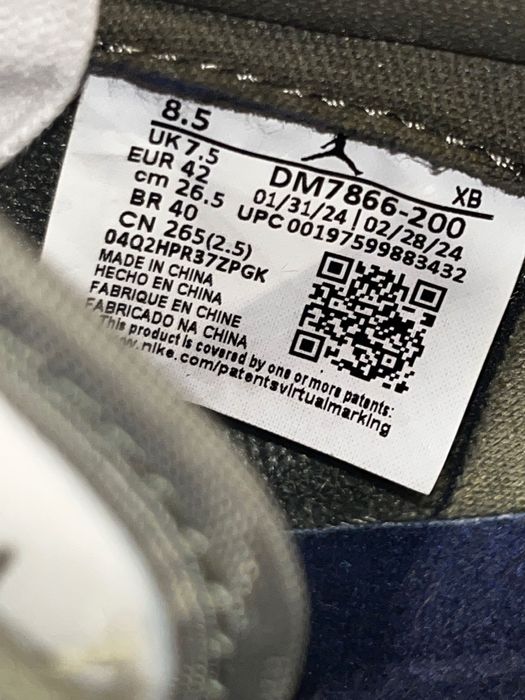 8.5
UK 7.5
EUR 42
cm 26.5
BR 40
CN 265(2.5)
04Q2HPR37ZPGK
XB
DM7866-200
01/31/24 | 02/28/24
UPC 00197599883432
MADE IN CHINA
HECHO EN CHINA
FABRIQUE EN CHINE
FABRICADO NA CHINA
This product is covered by one or more patents:
www.nike.com/patentsvirtualmarking